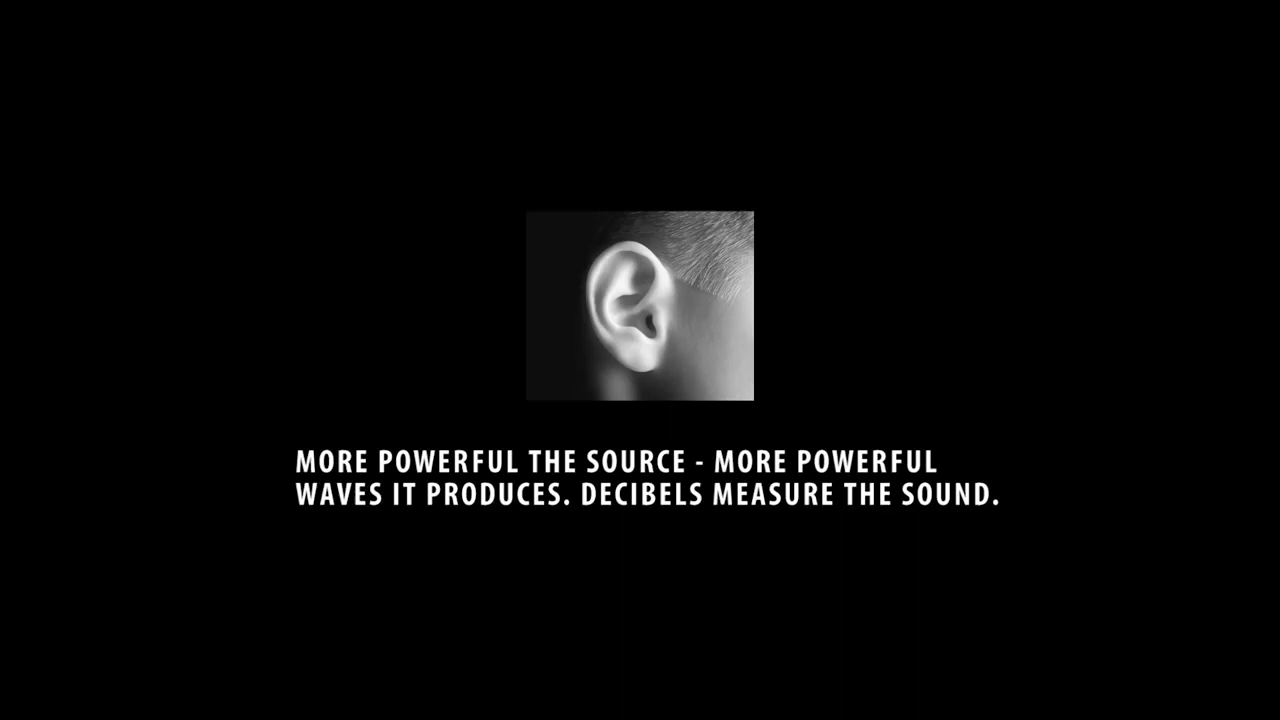 MORE POWERFUL THE SOURCE - MORE POWERFUL
WAVES IT PRODUCES. DECIBELS MEASURE THE SOUND.